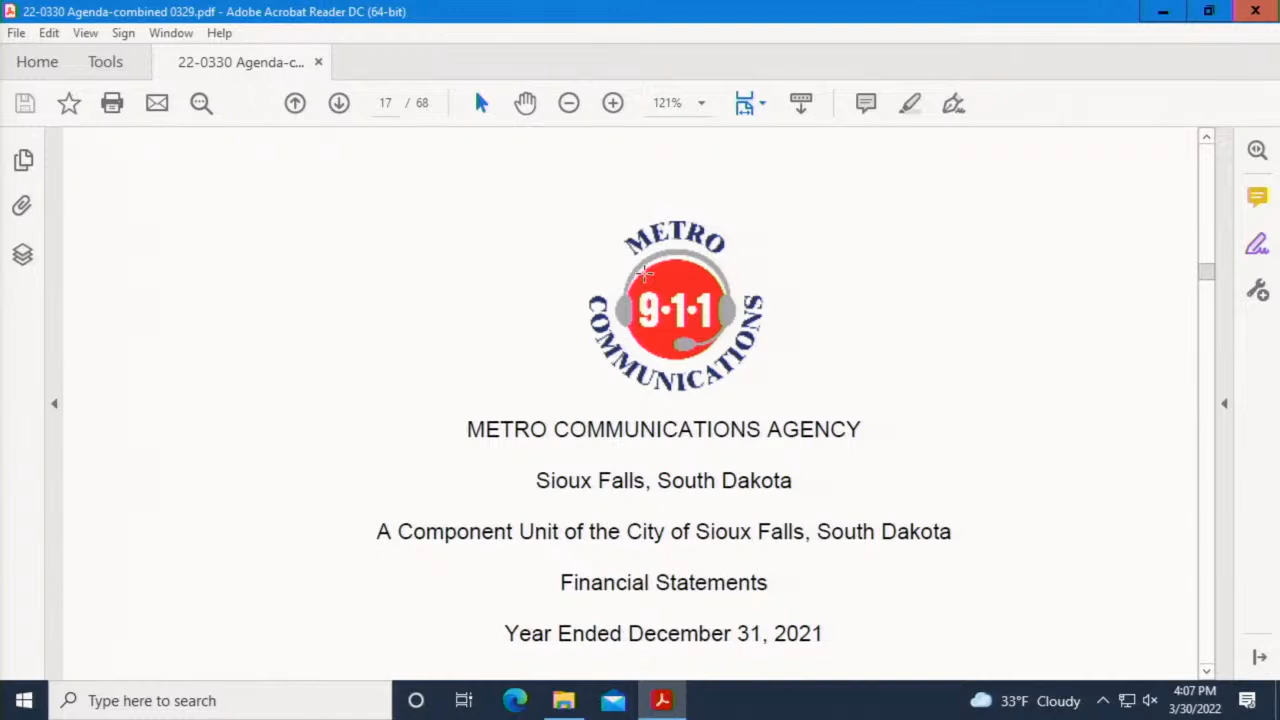 22-0330 Agenda-combined 0329.pdf - Adobe Acrobat Reader DC (64-bit)
File Edit View Sign Window Help
Home Tools 22-0330 Agenda-c... ×
17 / 68 121%
METRO
9·1·1
COMMUNICATIONS
METRO COMMUNICATIONS AGENCY
Sioux Falls, South Dakota
A Component Unit of the City of Sioux Falls, South Dakota
Financial Statements
Year Ended December 31, 2021
Type here to search 33°F Cloudy 4:07 PM
3/30/2022